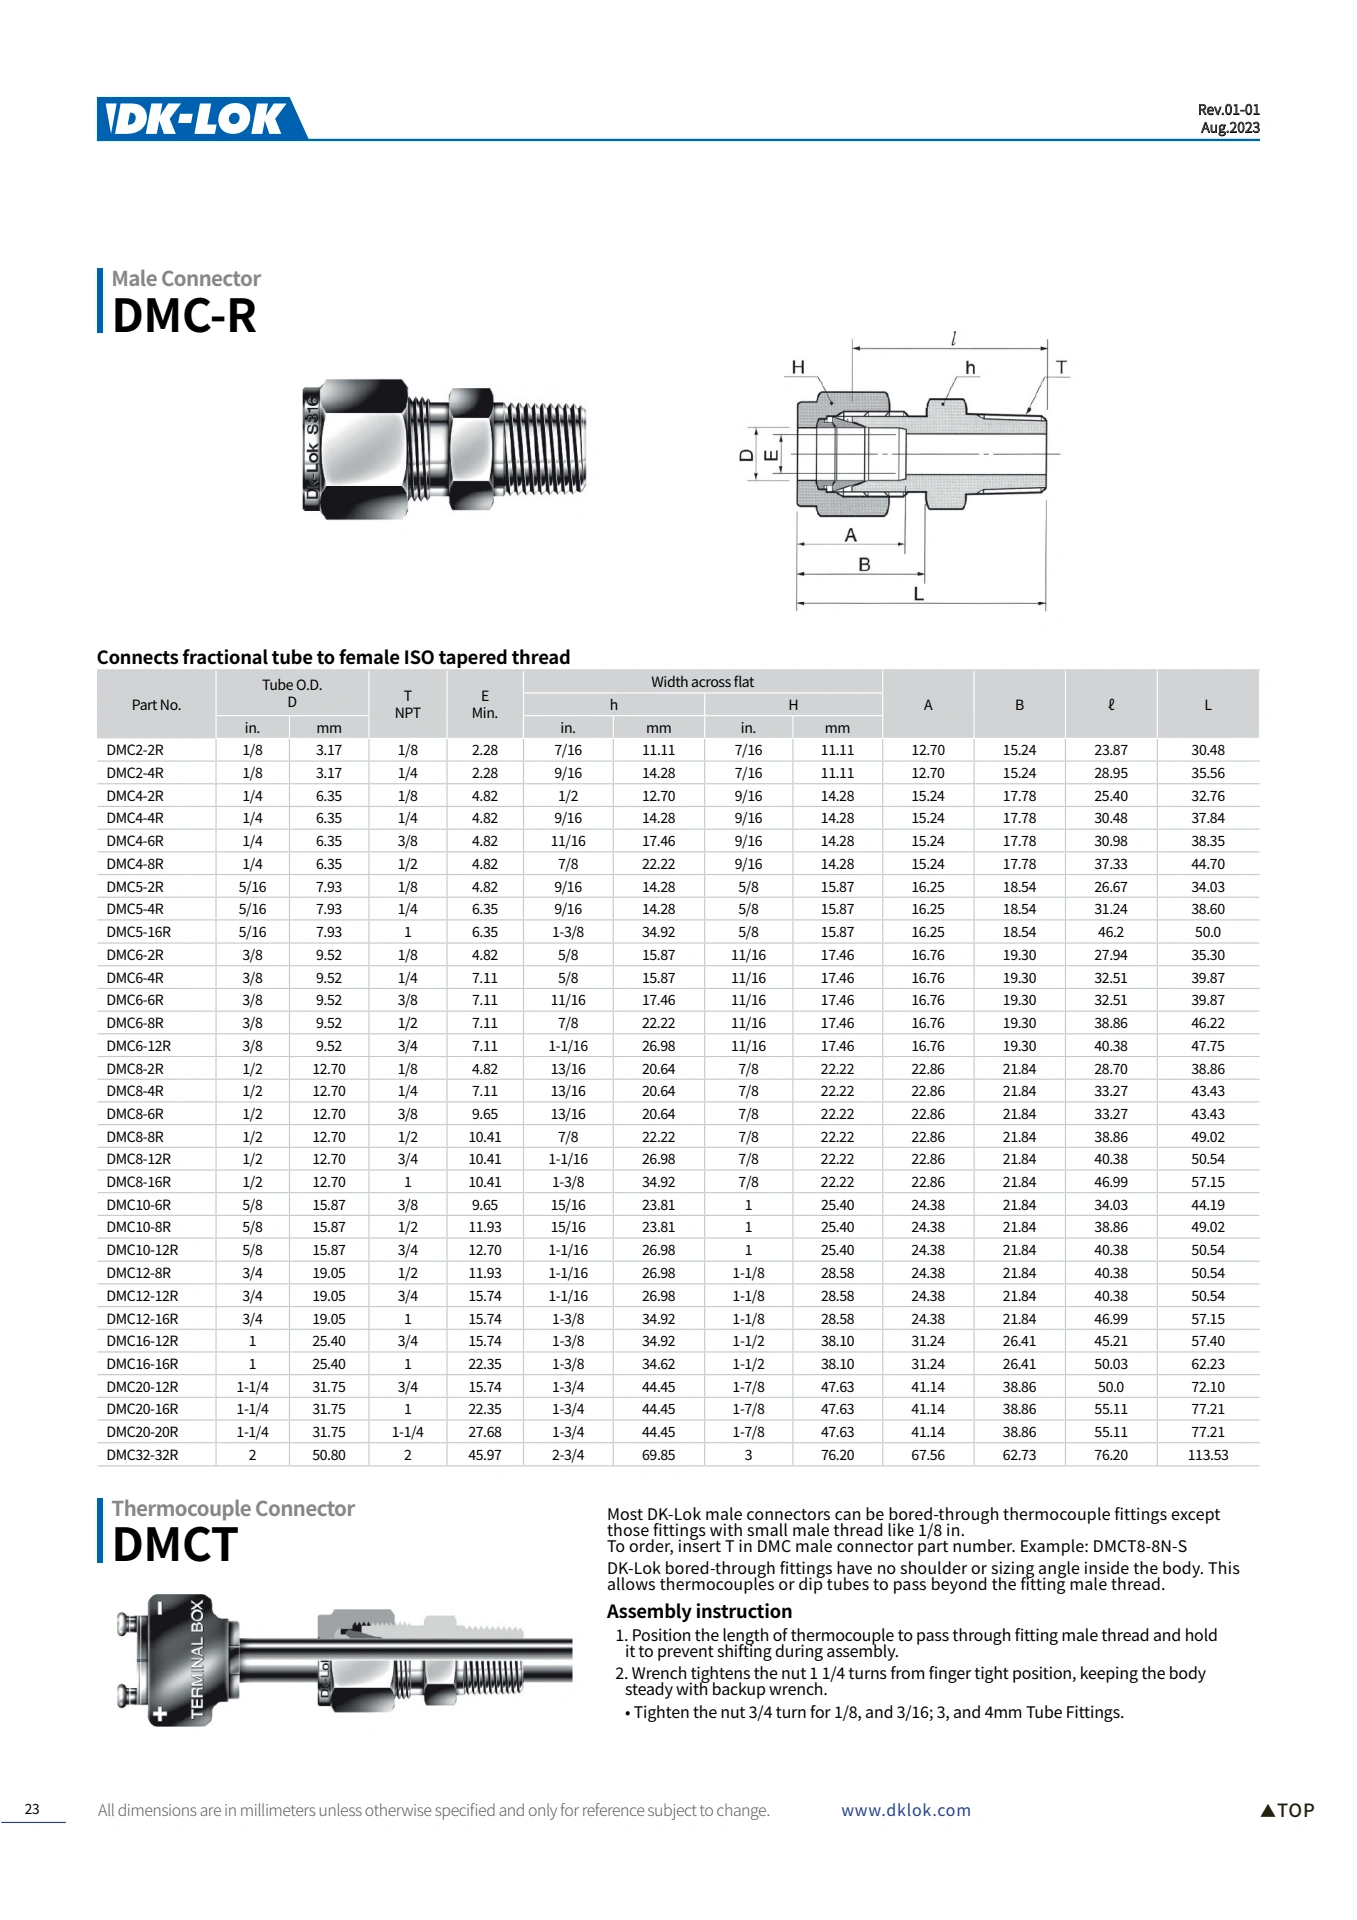 DK-LOK
Rev.01-01
Aug.2023
Male Connector
DMC-R
DK-Lok S316
l
H h T
D E
A
B
L
Connects fractional tube to female ISO tapered thread
Part No. Tube O.D. D T NPT E Min. Width across flat A B ℓ L
h H
in. mm in. mm in. mm
DMC2-2R 1/8 3.17 1/8 2.28 7/16 11.11 7/16 11.11 12.70 15.24 23.87 30.48
DMC2-4R 1/8 3.17 1/4 2.28 9/16 14.28 7/16 11.11 12.70 15.24 28.95 35.56
DMC4-2R 1/4 6.35 1/8 4.82 1/2 12.70 9/16 14.28 15.24 17.78 25.40 32.76
DMC4-4R 1/4 6.35 1/4 4.82 9/16 14.28 9/16 14.28 15.24 17.78 30.48 37.84
DMC4-6R 1/4 6.35 3/8 4.82 11/16 17.46 9/16 14.28 15.24 17.78 30.98 38.35
DMC4-8R 1/4 6.35 1/2 4.82 7/8 22.22 9/16 14.28 15.24 17.78 37.33 44.70
DMC5-2R 5/16 7.93 1/8 4.82 9/16 14.28 5/8 15.87 16.25 18.54 26.67 34.03
DMC5-4R 5/16 7.93 1/4 6.35 9/16 14.28 5/8 15.87 16.25 18.54 31.24 38.60
DMC5-16R 5/16 7.93 1 6.35 1-3/8 34.92 5/8 15.87 16.25 18.54 46.2 50.0
DMC6-2R 3/8 9.52 1/8 4.82 5/8 15.87 11/16 17.46 16.76 19.30 27.94 35.30
DMC6-4R 3/8 9.52 1/4 7.11 5/8 15.87 11/16 17.46 16.76 19.30 32.51 39.87
DMC6-6R 3/8 9.52 3/8 7.11 11/16 17.46 11/16 17.46 16.76 19.30 32.51 39.87
DMC6-8R 3/8 9.52 1/2 7.11 7/8 22.22 11/16 17.46 16.76 19.30 38.86 46.22
DMC6-12R 3/8 9.52 3/4 7.11 1-1/16 26.98 11/16 17.46 16.76 19.30 40.38 47.75
DMC8-2R 1/2 12.70 1/8 4.82 13/16 20.64 7/8 22.22 22.86 21.84 28.70 38.86
DMC8-4R 1/2 12.70 1/4 7.11 13/16 20.64 7/8 22.22 22.86 21.84 33.27 43.43
DMC8-6R 1/2 12.70 3/8 9.65 13/16 20.64 7/8 22.22 22.86 21.84 33.27 43.43
DMC8-8R 1/2 12.70 1/2 10.41 7/8 22.22 7/8 22.22 22.86 21.84 38.86 49.02
DMC8-12R 1/2 12.70 3/4 10.41 1-1/16 26.98 7/8 22.22 22.86 21.84 40.38 50.54
DMC8-16R 1/2 12.70 1 10.41 1-3/8 34.92 7/8 22.22 22.86 21.84 46.99 57.15
DMC10-6R 5/8 15.87 3/8 9.65 15/16 23.81 1 25.40 24.38 21.84 34.03 44.19
DMC10-8R 5/8 15.87 1/2 11.93 15/16 23.81 1 25.40 24.38 21.84 38.86 49.02
DMC10-12R 5/8 15.87 3/4 12.70 1-1/16 26.98 1 25.40 24.38 21.84 40.38 50.54
DMC12-8R 3/4 19.05 1/2 11.93 1-1/16 26.98 1-1/8 28.58 24.38 21.84 40.38 50.54
DMC12-12R 3/4 19.05 3/4 15.74 1-1/16 26.98 1-1/8 28.58 24.38 21.84 40.38 50.54
DMC12-16R 3/4 19.05 1 15.74 1-3/8 34.92 1-1/8 28.58 24.38 21.84 46.99 57.15
DMC16-12R 1 25.40 3/4 15.74 1-3/8 34.92 1-1/2 38.10 31.24 26.41 45.21 57.40
DMC16-16R 1 25.40 1 22.35 1-3/8 34.62 1-1/2 38.10 31.24 26.41 50.03 62.23
DMC20-12R 1-1/4 31.75 3/4 15.74 1-3/4 44.45 1-7/8 47.63 41.14 38.86 50.0 72.10
DMC20-16R 1-1/4 31.75 1 22.35 1-3/4 44.45 1-7/8 47.63 41.14 38.86 55.11 77.21
DMC20-20R 1-1/4 31.75 1-1/4 27.68 1-3/4 44.45 1-7/8 47.63 41.14 38.86 55.11 77.21
DMC32-32R 2 50.80 2 45.97 2-3/4 69.85 3 76.20 67.56 62.73 76.20 113.53
Thermocouple Connector
DMCT
TERMINAL BOX
DK-Lo
Most DK-Lok male connectors can be bored-through thermocouple fittings except
those fittings with small male thread like 1/8 in.
To order, insert T in DMC male connector part number. Example: DMCT8-8N-S
DK-Lok bored-through fittings have no shoulder or sizing angle inside the body. This
allows thermocouples or dip tubes to pass beyond the fitting male thread.
Assembly instruction
1. Position the length of thermocouple to pass through fitting male thread and hold
it to prevent shifting during assembly.
2. Wrench tightens the nut 1 1/4 turns from finger tight position, keeping the body
steady with backup wrench.
• Tighten the nut 3/4 turn for 1/8, and 3/16; 3, and 4mm Tube Fittings.
23
All dimensions are in millimeters unless otherwise specified and only for reference subject to change.
www.dklok.com
▲TOP